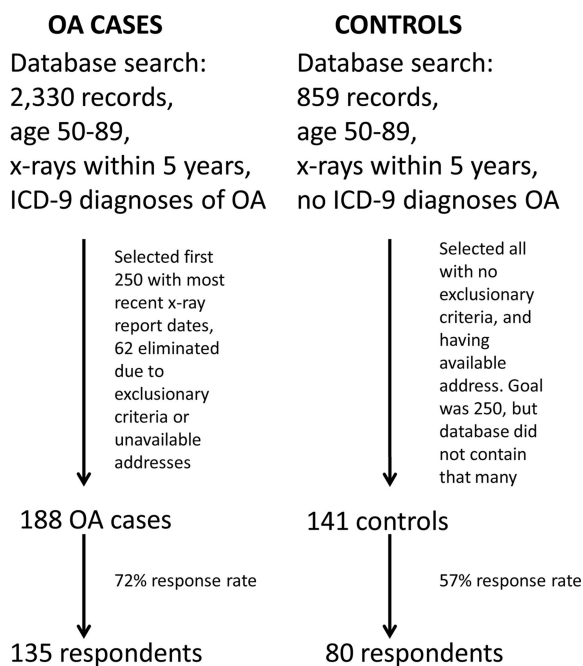 OA CASES
Database search:
2,330 records,
age 50-89,
x-rays within 5 years,
ICD-9 diagnoses of OA
Selected first
250 with most
recent x-ray
report dates,
62 eliminated
due to
exclusionary
criteria or
unavailable
addresses
188 OA cases
72% response rate
135 respondents
CONTROLS
Database search:
859 records,
age 50-89,
x-rays within 5 years,
no ICD-9 diagnoses OA
Selected all
with no
exclusionary
criteria, and
having
available
address. Goal
was 250, but
database did
not contain
that many
141 controls
57% response rate
80 respondents